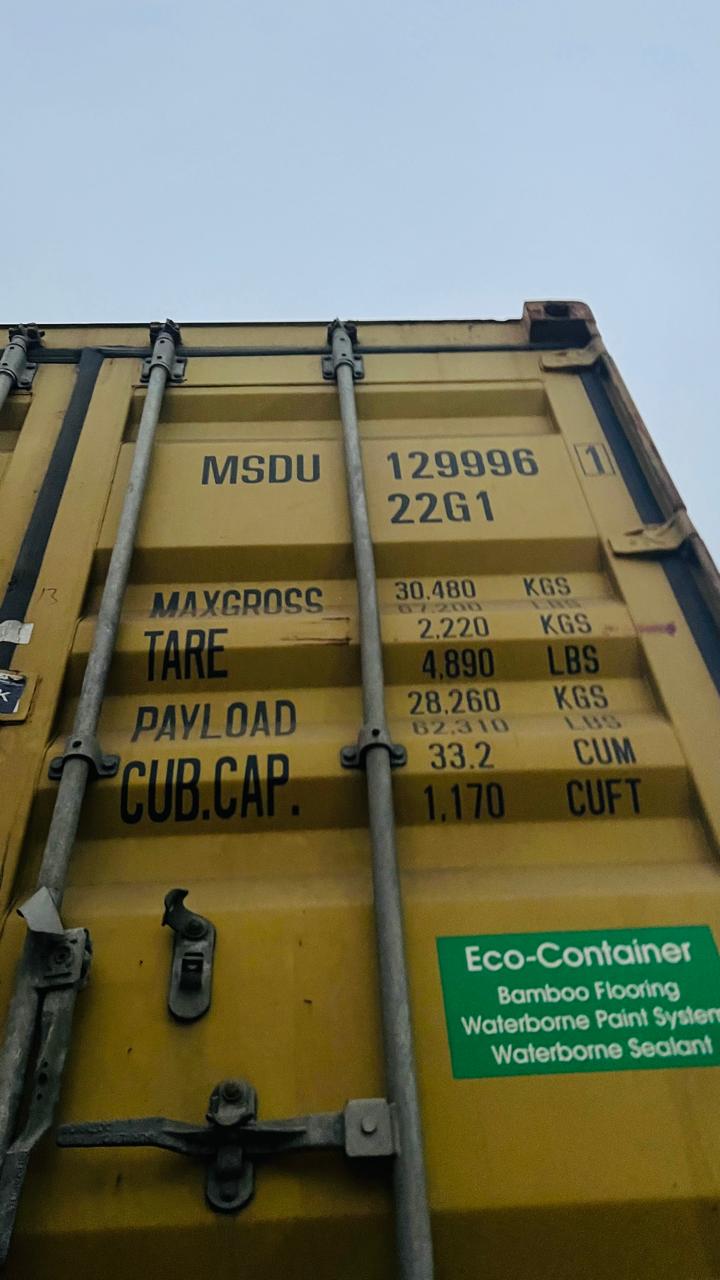 MSDU 129996 1
22G1
MAXGROSS 30,480 KGS
67,200 LBS
TARE 2,220 KGS
4,890 LBS
PAYLOAD 28,260 KGS
62,310 LBS
CUB.CAP. 33.2 CUM
1,170 CUFT
K
Eco-Container
Bamboo Flooring
Waterborne Paint System
Waterborne Sealant